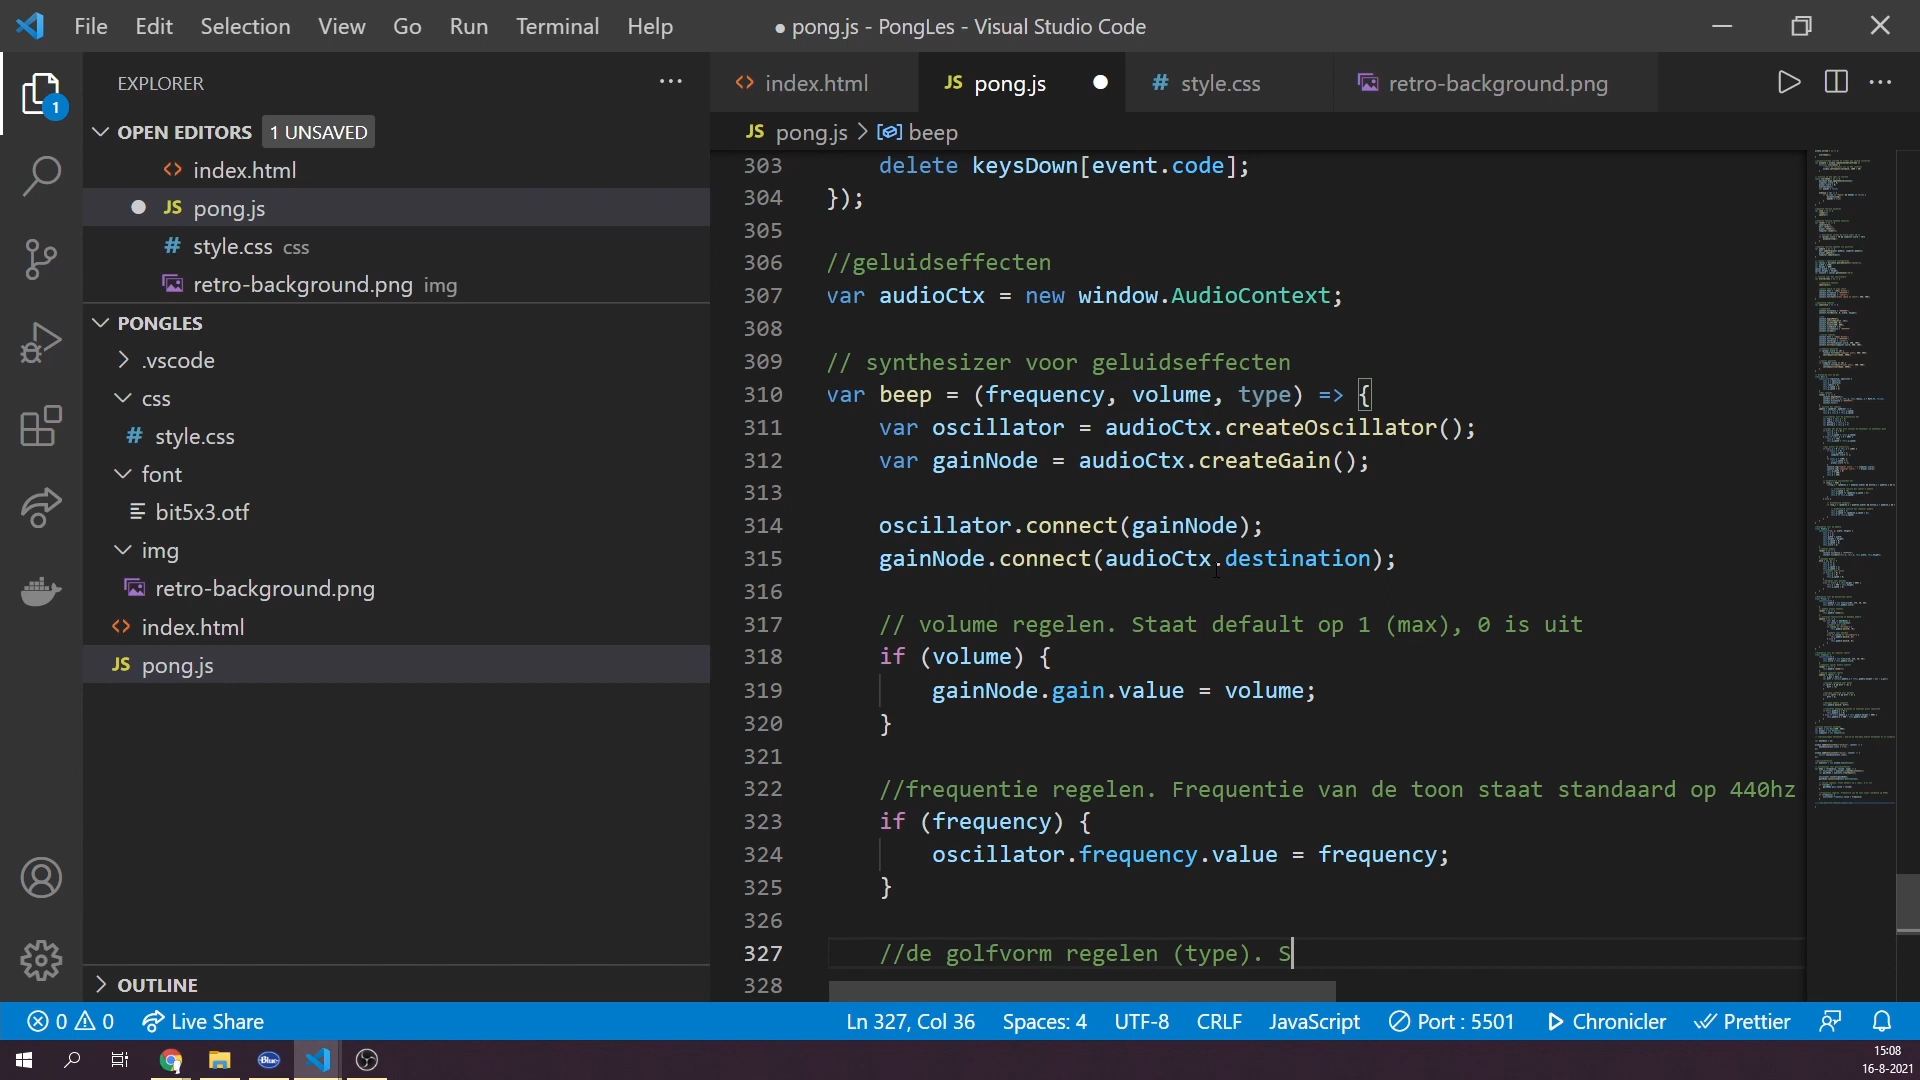 File Edit Selection View Go Run Terminal Help
● pong.js - PongLes - Visual Studio Code
EXPLORER
OPEN EDITORS 1 UNSAVED
index.html
JS pong.js
# style.css css
retro-background.png img
PONGLES
.vscode
css
# style.css
font
bit5x3.otf
img
retro-background.png
index.html
JS pong.js
OUTLINE
1
index.html JS pong.js # style.css retro-background.png
JS pong.js > beep
303 delete keysDown[event.code];
304 });
305
306 //geluidseffecten
307 var audioCtx = new window.AudioContext;
308
309 // synthesizer voor geluidseffecten
310 var beep = (frequency, volume, type) => {
311 var oscillator = audioCtx.createOscillator();
312 var gainNode = audioCtx.createGain();
313
314 oscillator.connect(gainNode);
315 gainNode.connect(audioCtx.destination);
316
317 // volume regelen. Staat default op 1 (max), 0 is uit
318 if (volume) {
319 gainNode.gain.value = volume;
320 }
321
322 //frequentie regelen. Frequentie van de toon staat standaard op 440hz
323 if (frequency) {
324 oscillator.frequency.value = frequency;
325 }
326
327 //de golfvorm regelen (type). S
328
0 0 Live Share Ln 327, Col 36 Spaces: 4 UTF-8 CRLF JavaScript Port : 5501 Chronicler Prettier
Blue
15:08
16-8-2021